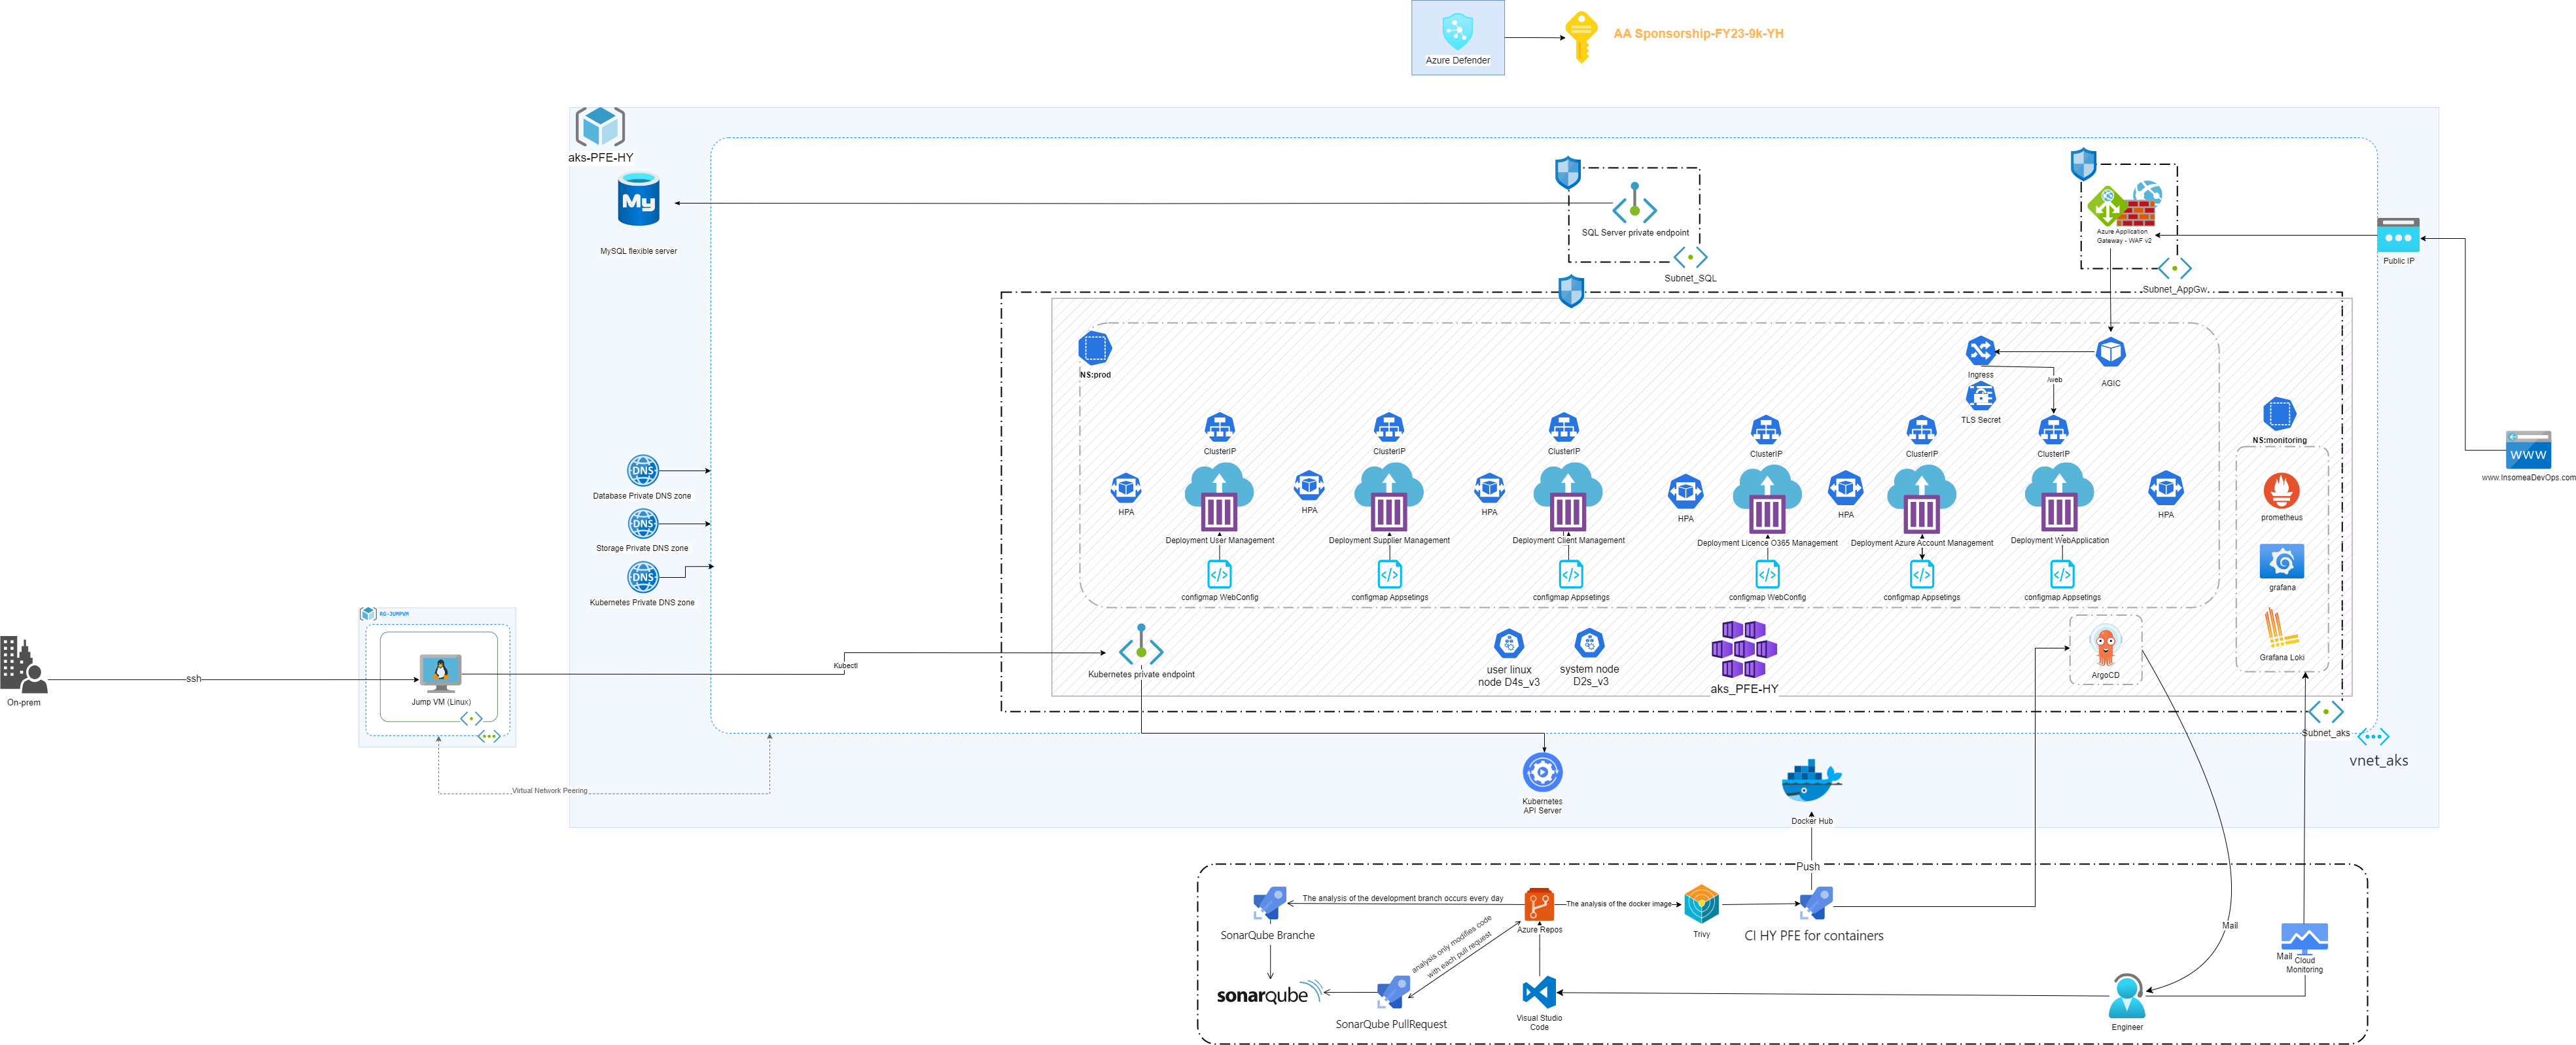 Azure Defender
AA Sponsorship-FY23-9k-YH
aks-PFE-HY
My
MySQL flexible server
SQL Server private endpoint
Subnet_SQL
Azure Application
Gateway - WAF v2
Subnet_AppGw
Public IP
www
www.InsomeaDevOps.com
NS:prod
Ingress
/web
AGIC
TLS Secret
NS:monitoring
ClusterIP
ClusterIP
ClusterIP
ClusterIP
ClusterIP
ClusterIP
HPA
HPA
HPA
HPA
HPA
HPA
Deployment User Management
Deployment Supplier Management
Deployment Client Management
Deployment Licence O365 Management
Deployment Azure Account Management
Deployment WebApplication
configmap WebConfig
configmap Appsetings
configmap Appsetings
configmap WebConfig
configmap Appsetings
configmap Appsetings
prometheus
grafana
Grafana Loki
DNS
Database Private DNS zone
DNS
Storage Private DNS zone
DNS
Kubernetes Private DNS zone
RG-JUMPVM
Jump VM (Linux)
On-prem
ssh
Kubectl
Kubernetes private endpoint
user linux
node D4s_v3
system node
D2s_v3
aks_PFE-HY
ArgoCD
Subnet_aks
vnet_aks
Virtual Network Peering
Kubernetes
API Server
Docker Hub
Push
SonarQube Branche
The analysis of the development branch occurs every day
Azure Repos
The analysis of the docker image
Trivy
CI HY PFE for containers
analysis only modifies code
with each pull request
sonarqube
SonarQube PullRequest
Visual Studio
Code
Mail
Mail
Cloud
Monitoring
Engineer